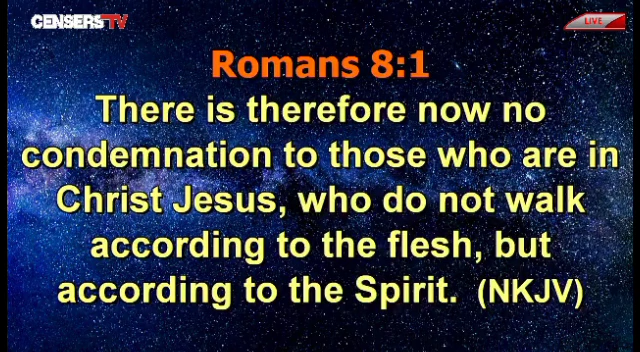 CENSERSTV
LIVE
Romans 8:1
There is therefore now no
condemnation to those who are in
Christ Jesus, who do not walk
according to the flesh, but
according to the Spirit. (NKJV)